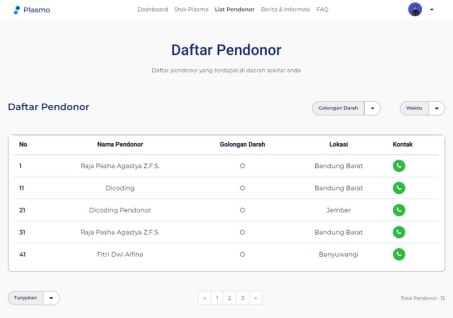 Plasmo Dashboard Stok Plasma List Pendonor Berita & Informasi FAQ
Daftar Pendonor
Daftar pendonor yang terdapat di daerah sekitar anda
Daftar Pendonor Golongan Darah Waktu
No Nama Pendonor Golongan Darah Lokasi Kontak
1 Raja Pasha Agastya Z.F.S. O Bandung Barat
11 Dicoding O Bandung Barat
21 Dicoding Pendonor O Jember
31 Raja Pasha Agastya Z.F.S. O Bandung Barat
41 Fitri Dwi Alfina O Banyuwangi
Tunjukan « 1 2 3 » Total Pendonor : 12